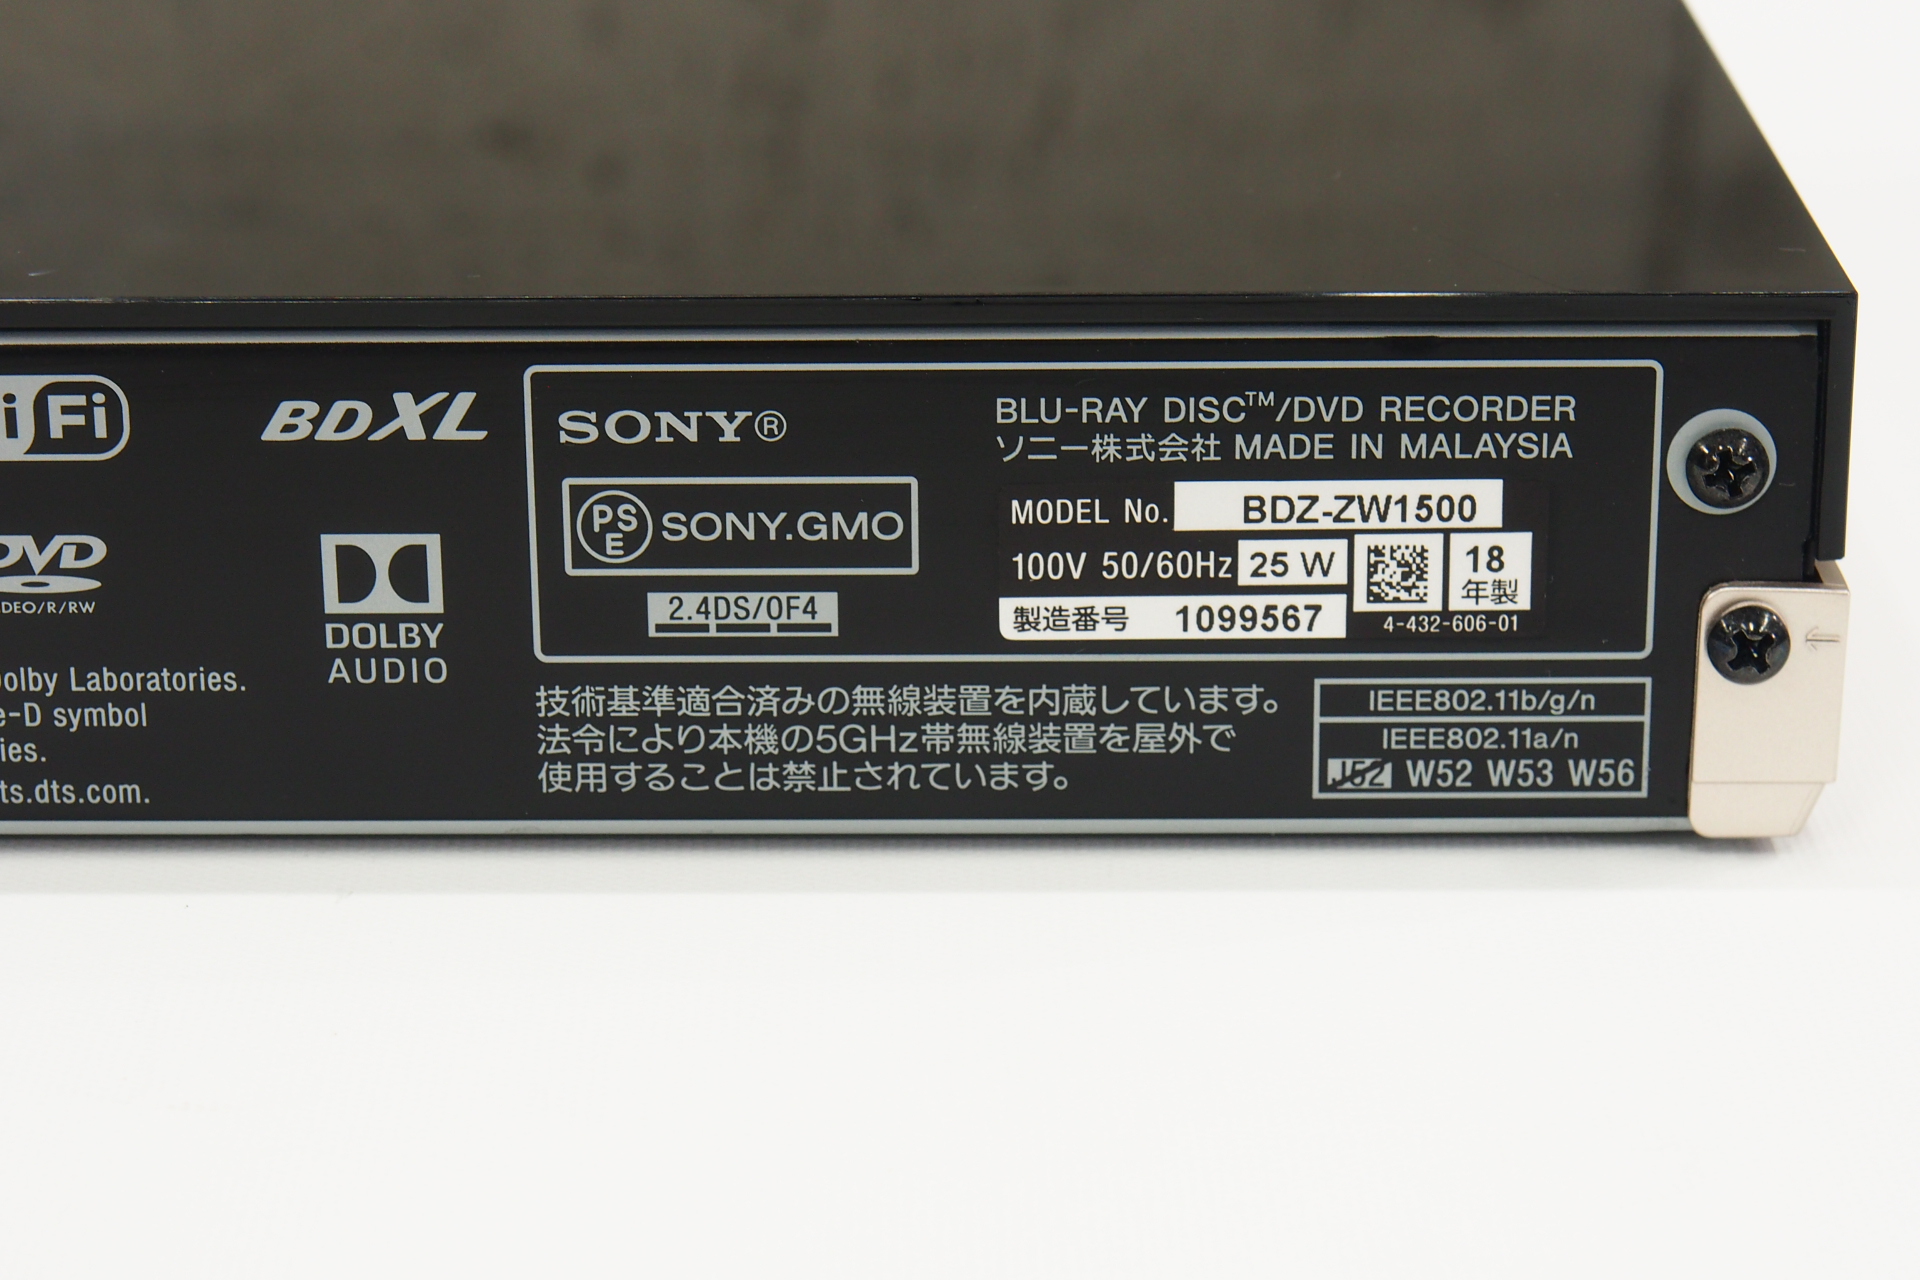 Fi
BDXL
DVD
DOLBY
AUDIO
Dolby Laboratories.
symbol
ts.dts.com.
SONY®
PSE SONY.GMO
2.4DS/OF4
BLU-RAY DISC™/DVD RECORDER
ソニー株式会社 MADE IN MALAYSIA
MODEL No. BDZ-ZW1500
100V 50/60Hz 25 W
18
年製
製造番号 1099567
4-432-606-01
技術基準適合済みの無線装置を内蔵しています。
法令により本機の5GHz帯無線装置を屋外で
使用することは禁止されています。
IEEE802.11b/g/n
IEEE802.11a/n
J52 W52 W53 W56